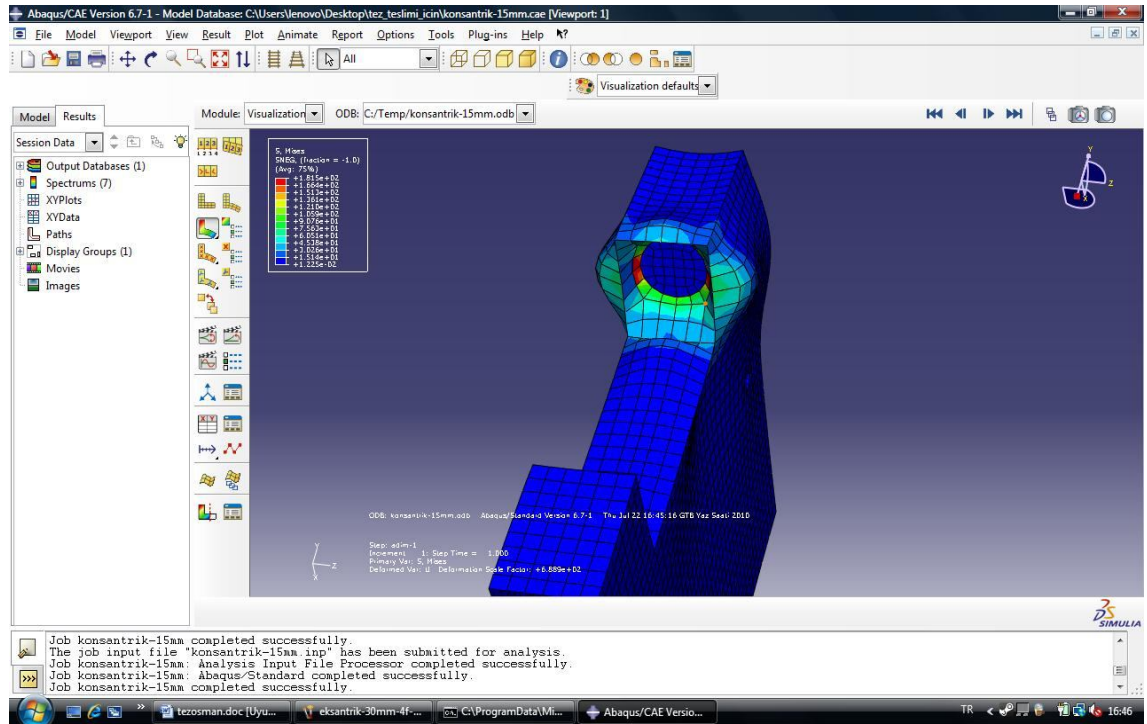 Abaqus/CAE Version 6.7-1 - Model Database: C:\Users\lenovo\Desktop\tez_teslimi_icin\konsantrik-15mm.cae [Viewport: 1]
File Model Viewport View Result Plot Animate Report Options Tools Plug-ins Help
All
Visualization defaults
Model Results
Module: Visualization ODB: C:/Temp/konsantrik-15mm.odb
Session Data
Output Databases (1)
Spectrums (7)
XYPlots
XYData
Paths
Display Groups (1)
Movies
Images
S, Mises
SNEG, (fraction = -1.0)
(Avg: 75%)
+1.815e+02
+1.664e+02
+1.513e+02
+1.361e+02
+1.210e+02
+1.059e+02
+9.076e+01
+7.563e+01
+6.051e+01
+4.538e+01
+3.026e+01
+1.514e+01
+1.225e-02
Y
Z
ODB: konsantrik-15mm.odb Abaqus/Standard Version 6.7-1 Thu Jul 22 16:45:16 GTB Yaz Saati 2010
Y
Z
X
Step: adim-1
Increment 1: Step Time = 1.000
Primary Var: S, Mises
Deformed Var: U Deformation Scale Factor: +6.889e+02
SIMULIA
Job konsantrik-15mm completed successfully.
The job input file "konsantrik-15mm.inp" has been submitted for analysis.
Job konsantrik-15mm: Analysis Input File Processor completed successfully.
Job konsantrik-15mm: Abaqus/Standard completed successfully.
Job konsantrik-15mm completed successfully.
tezosman.doc [Uyu... eksantrik-30mm-4f-... C:\ProgramData\Mi... Abaqus/CAE Versio... TR 16:46